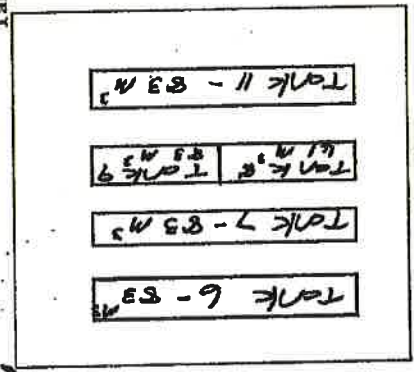 Tank 6 - 83 M³
Tank 7 - 83 M³
Tank 8 Tank 9
41 M³ 83 M³
Tank 11 - 83 M³